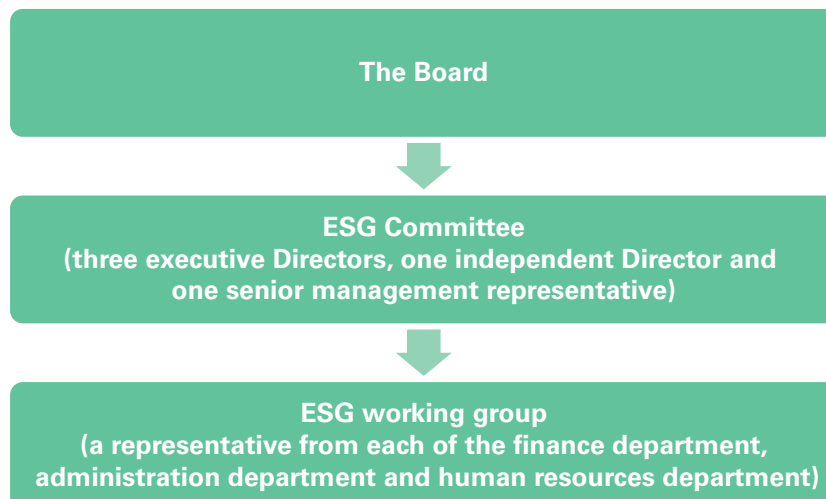 The Board
ESG Committee
(three executive Directors, one independent Director and
one senior management representative)
ESG working group
(a representative from each of the finance department,
administration department and human resources department)